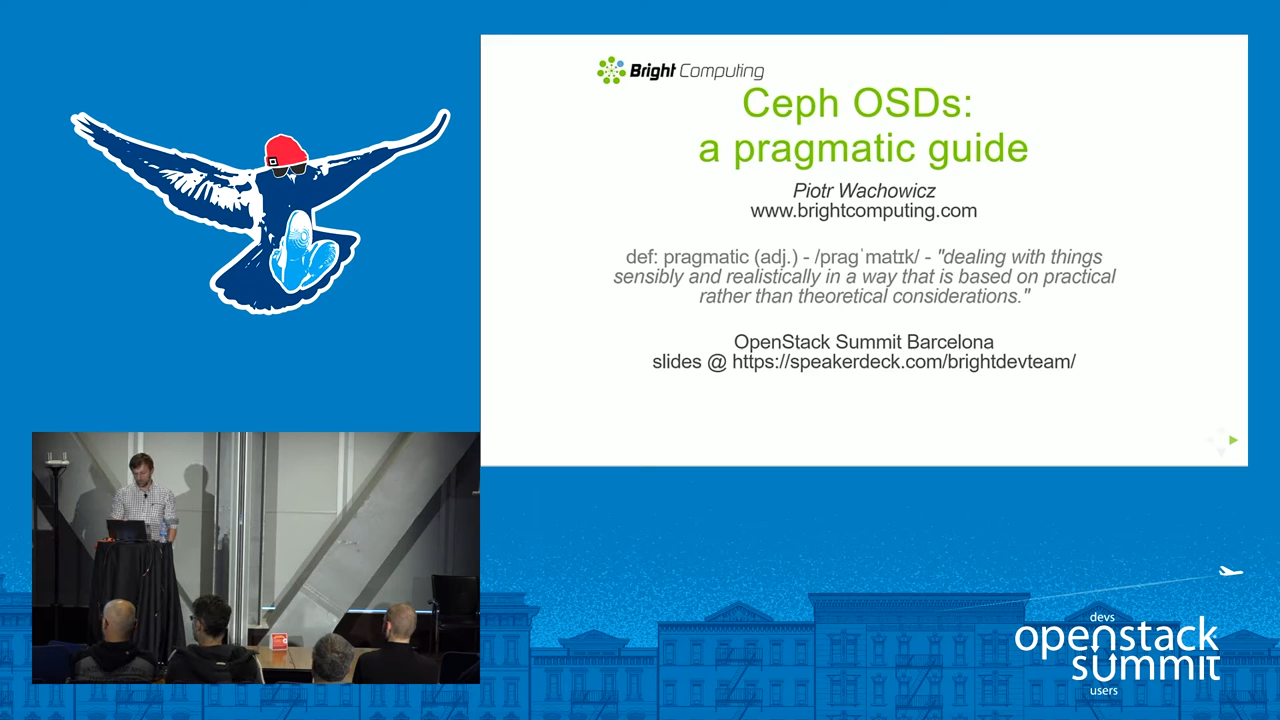 Bright Computing
Ceph OSDs:
a pragmatic guide
Piotr Wachowicz
www.brightcomputing.com
def: pragmatic (adj.) - /praɡˈmatɪk/ - "dealing with things
sensibly and realistically in a way that is based on practical
rather than theoretical considerations."
OpenStack Summit Barcelona
slides @ https://speakerdeck.com/brightdevteam/
devs
openstack
summit
users